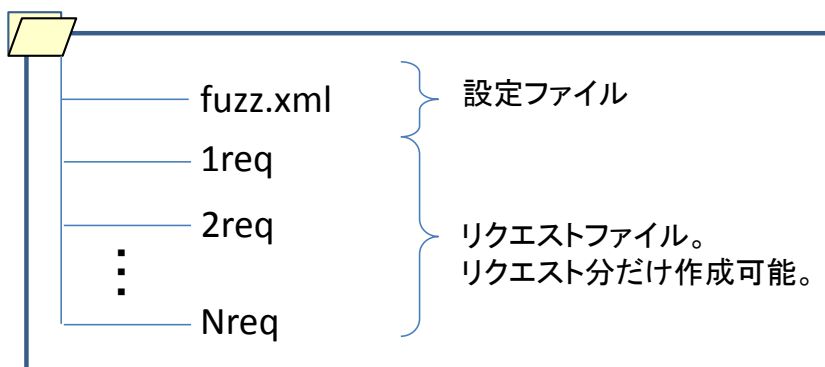 fuzz.xml
設定ファイル
1req
2req
リクエストファイル。
リクエスト分だけ作成可能。
Nreq